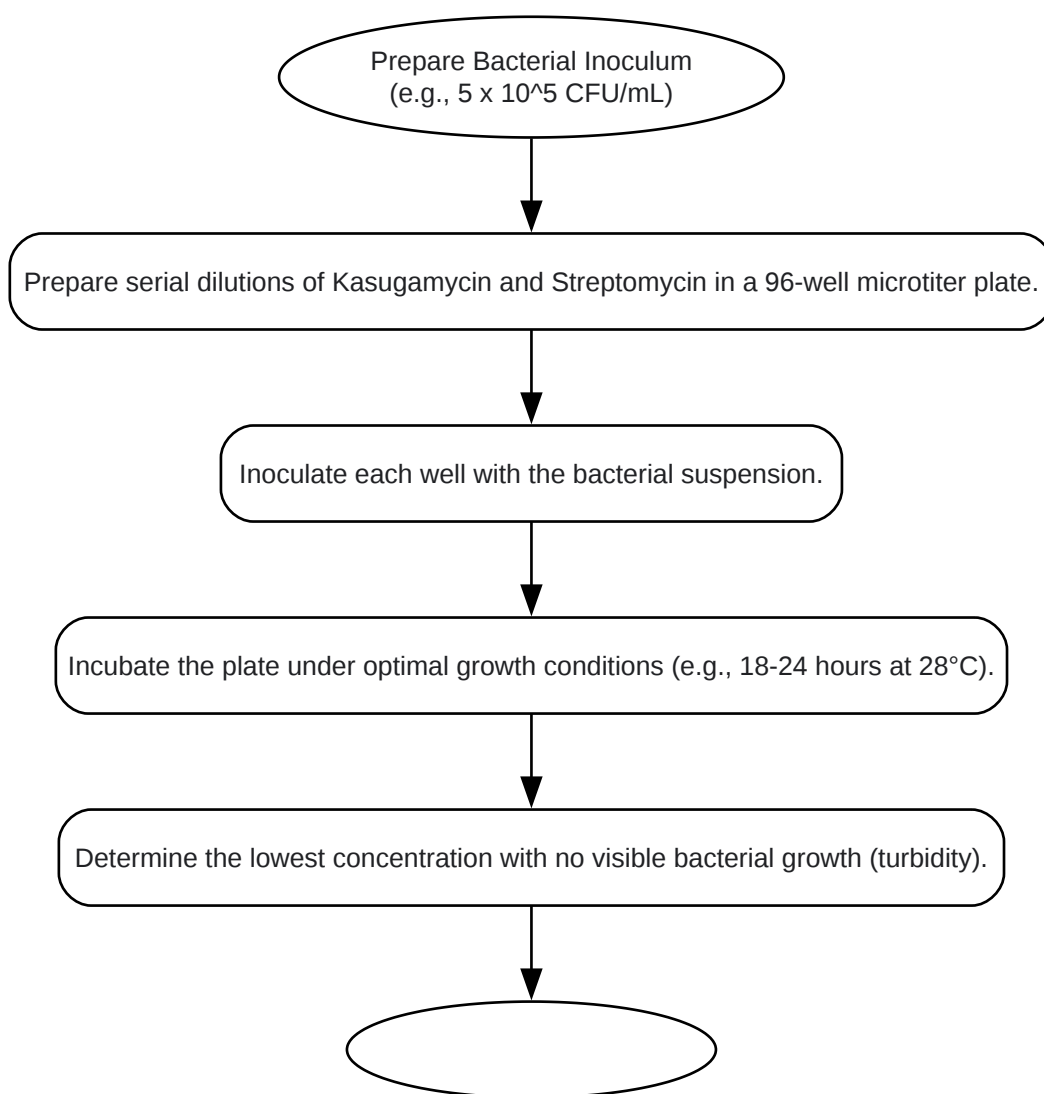 Prepare Bacterial Inoculum
(e.g., 5 x 10^5 CFU/mL)
Prepare serial dilutions of Kasugamycin and Streptomycin in a 96-well microtiter plate.
Inoculate each well with the bacterial suspension.
Incubate the plate under optimal growth conditions (e.g., 18-24 hours at 28°C).
Determine the lowest concentration with no visible bacterial growth (turbidity).